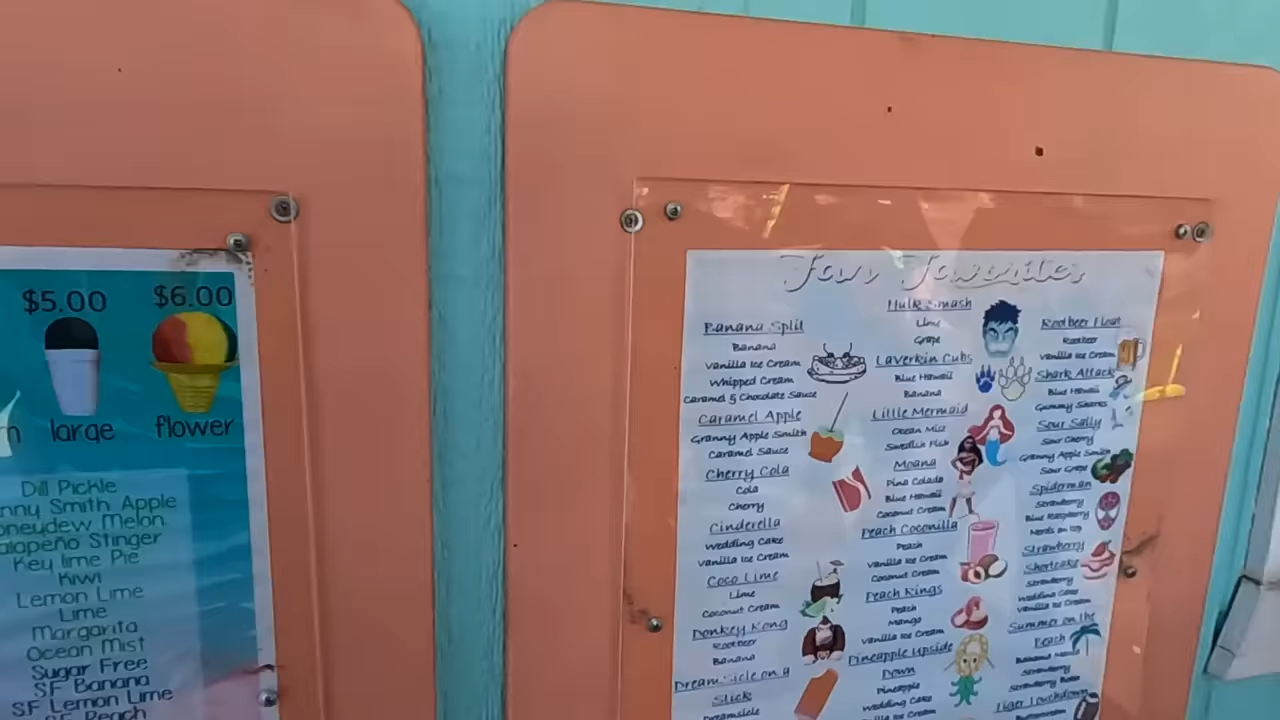 $5.00
$6.00
large
flower
Dill Pickle
nny Smith Apple
oneydew Melon
alapeño Stinger
Key lime Pie
Kiwi
Lemon Lime
Lime
Margarita
Ocean Mist
Sugar Free
SF Banana
SF Lemon Lime
SF Peach
Fan Favorites
Banana Split
Banana
Vanilla Ice Cream
Whipped Cream
Caramel & Chocolate Sauce
Caramel Apple
Granny Apple Smith
Caramel Sauce
Cherry Cola
Cola
Cherry
Cinderella
Wedding Cake
Vanilla Ice Cream
Coco Lime
Lime
Coconut Cream
Donkey Kong
Rootbeer
Banana
Dreamsicle on a
Slick
Dreamsicle
Hulk Smash
Lime
Grape
LaVerkin Cubs
Blue Hawaii
Banana
Little Mermaid
Ocean Mist
Swedish Fish
Moana
Pina Colada
Blue Hawaii
Coconut Cream
Peach Coconilla
Peach
Vanilla Ice Cream
Coconut Cream
Peach Rings
Peach
Mango
Vanilla Ice Cream
Pineapple Upside
Down
Pineapple
Wedding Cake
Rootbeer Float
Rootbeer
Vanilla Ice Cream
Shark Attack
Blue Hawaii
Gummy Sharks
Sour Sally
Sour Cherry
Granny Apple Smith
Sour Grape
Spiderman
Strawberry
Blue Raspberry
Nerds on top
Strawberry
Shortcake
Strawberry
Wedding Cake
Vanilla Ice Cream
Summer on the
Beach
Strawberry
Tiger Touchdown